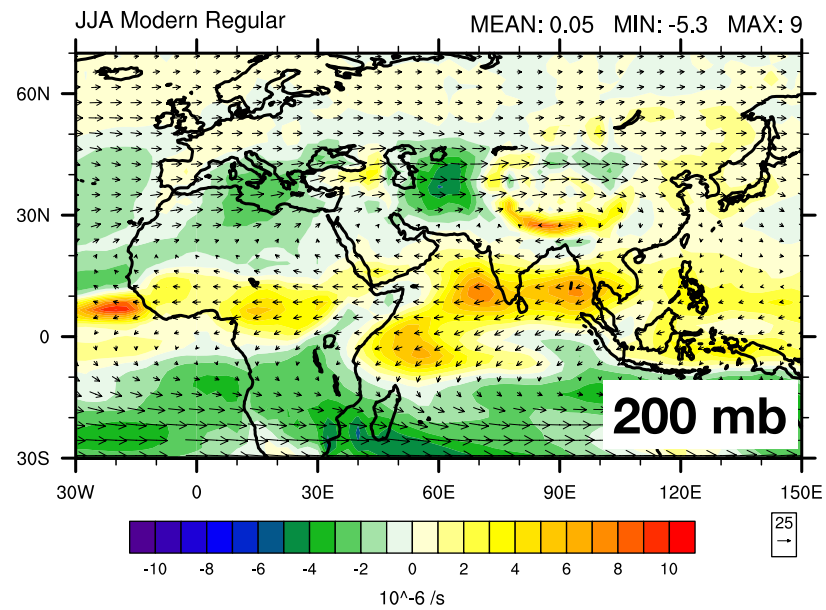 JJA Modern Regular MEAN: 0.05 MIN: -5.3 MAX: 9
60N
30N
0
30S
200 mb
30W 0 30E 60E 90E 120E 150E
25
-10 -8 -6 -4 -2 0 2 4 6 8 10
10^-6 /s